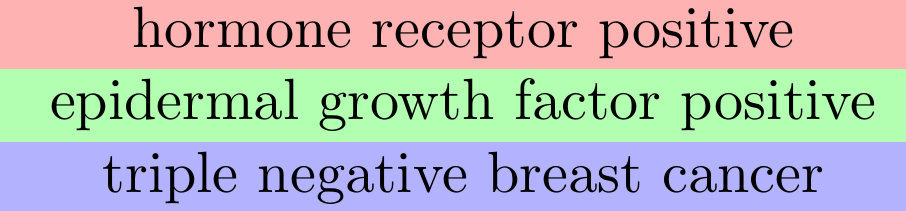 hormone receptor positive
epidermal growth factor positive
triple negative breast cancer